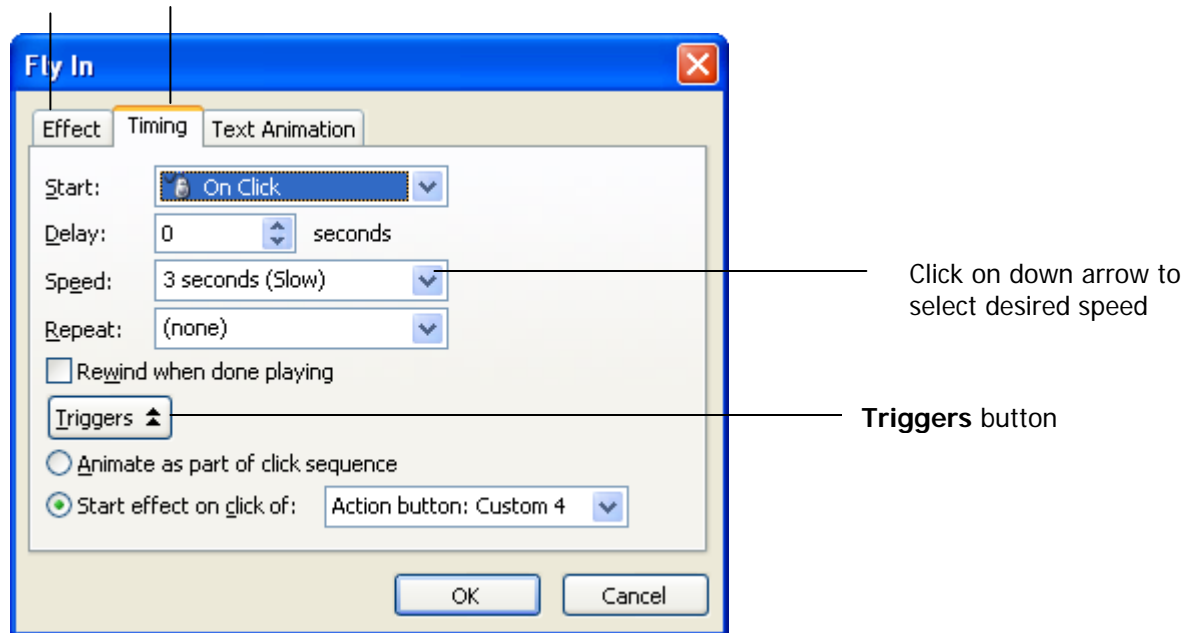 Fly In
Effect Timing Text Animation
Start: On Click
Delay: 0 seconds
Speed: 3 seconds (Slow)
Click on down arrow to
select desired speed
Repeat: (none)
Rewind when done playing
Triggers
Triggers button
Animate as part of click sequence
Start effect on click of: Action button: Custom 4
OK Cancel